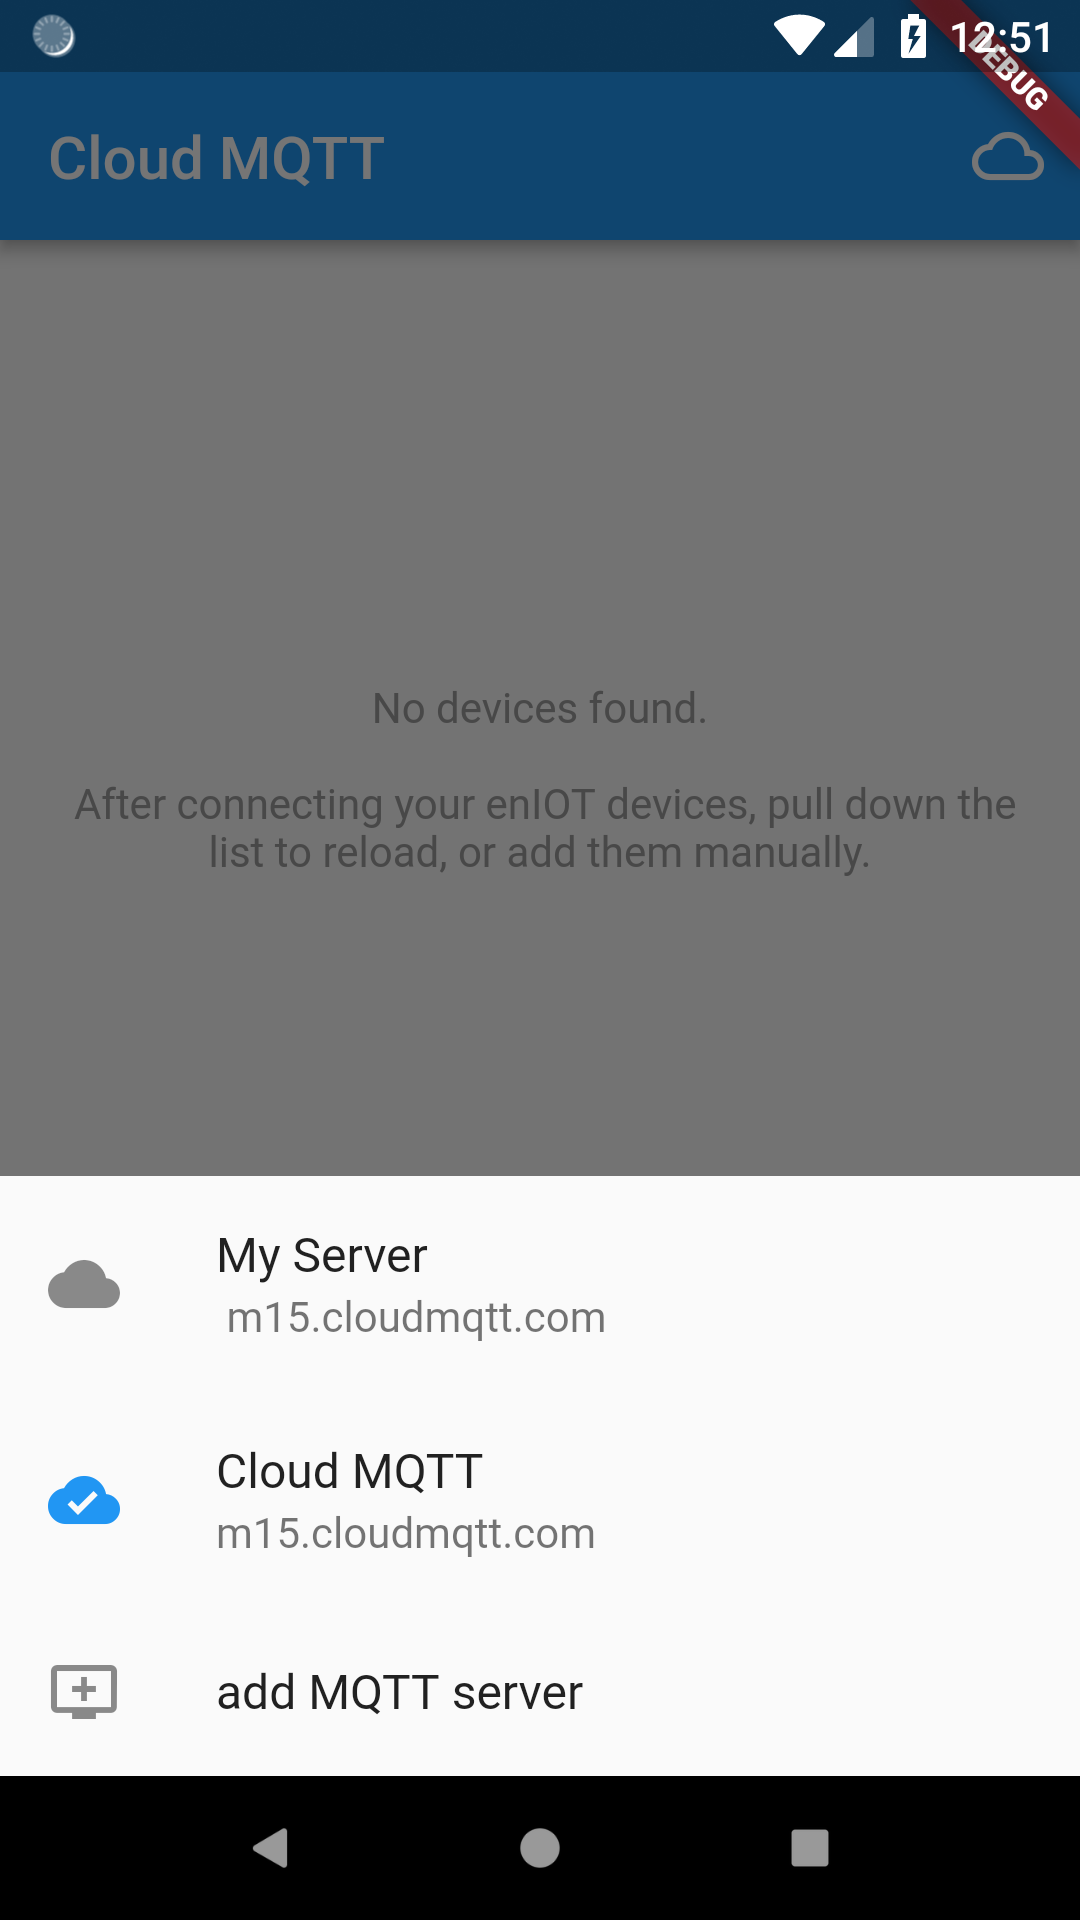 12:51
DEBUG
Cloud MQTT
No devices found.
After connecting your enIOT devices, pull down the
list to reload, or add them manually.
My Server
m15.cloudmqtt.com
Cloud MQTT
m15.cloudmqtt.com
add MQTT server